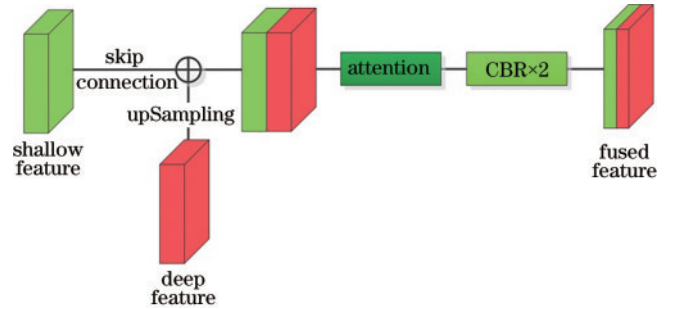 skip
connection
upSampling
attention
CBR×2
shallow
feature
fused
feature
deep
feature